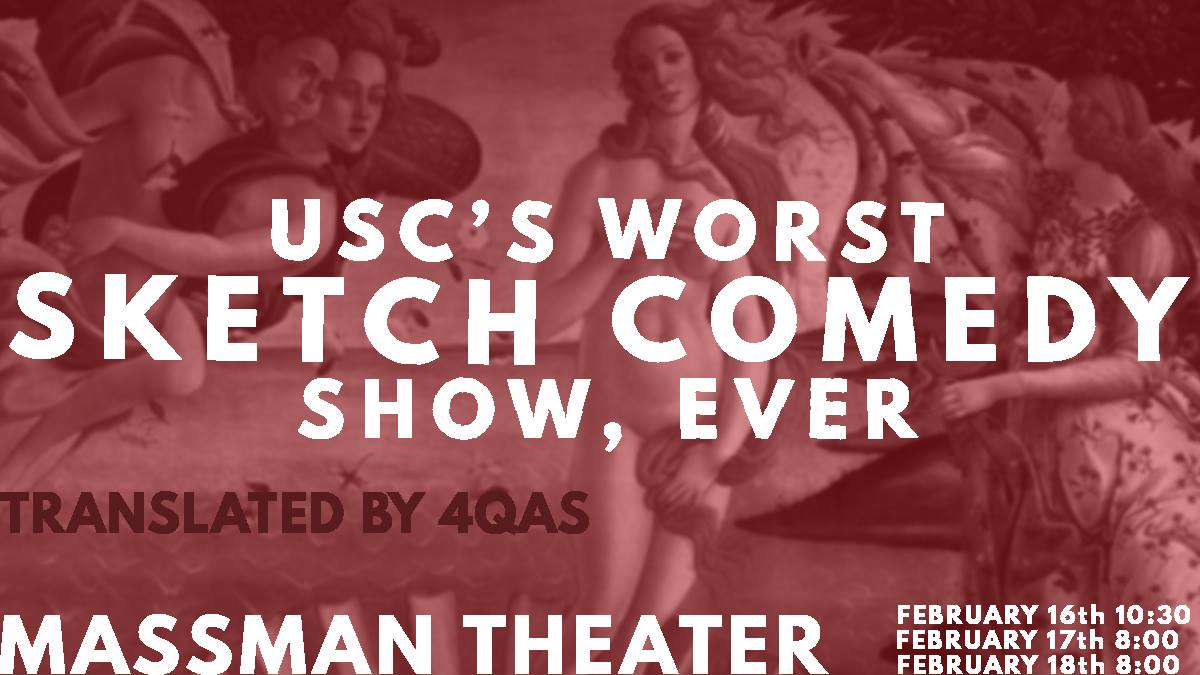 USC'S WORST
SKETCH COMEDY
SHOW, EVER
TRANSLATED BY 4QAS
MASSMAN THEATER
FEBRUARY 16th 10:30
FEBRUARY 17th 8:00
FEBRUARY 18th 8:00